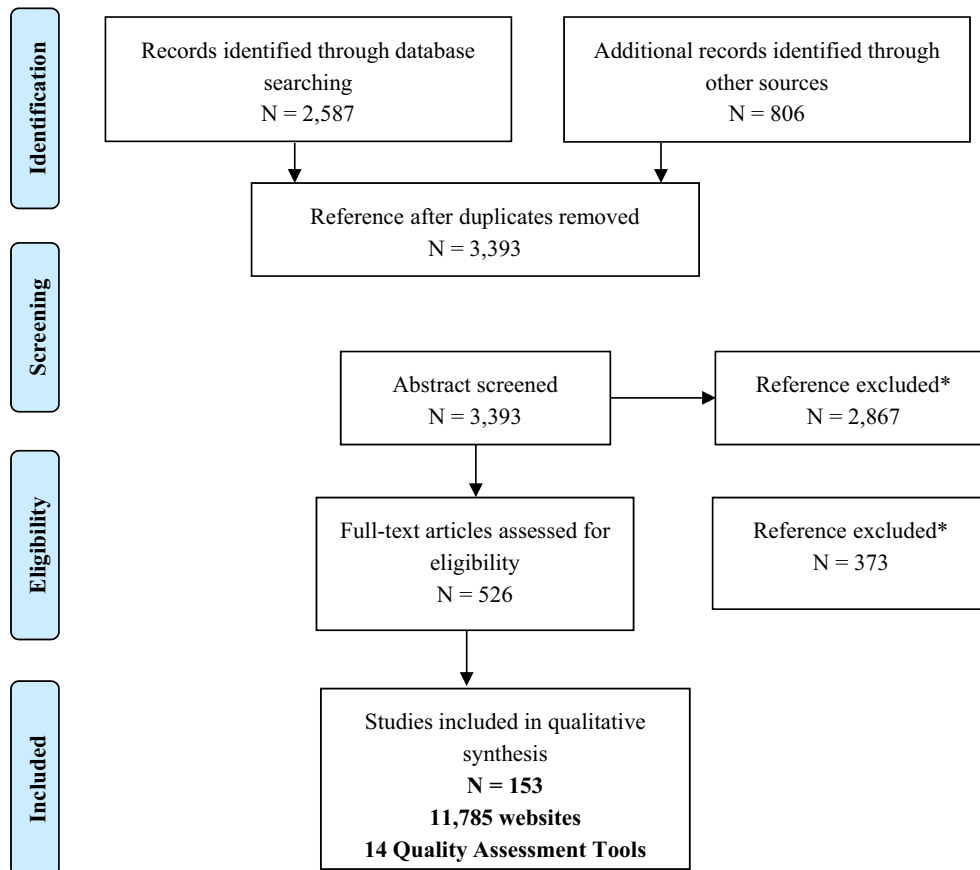 Identification
Records identified through database
searching
N = 2,587
Additional records identified through
other sources
N = 806
Reference after duplicates removed
N = 3,393
Screening
Abstract screened
N = 3,393
Reference excluded*
N = 2,867
Eligibility
Full-text articles assessed for
eligibility
N = 526
Reference excluded*
N = 373
Included
Studies included in qualitative
synthesis
N = 153
11,785 websites
14 Quality Assessment Tools